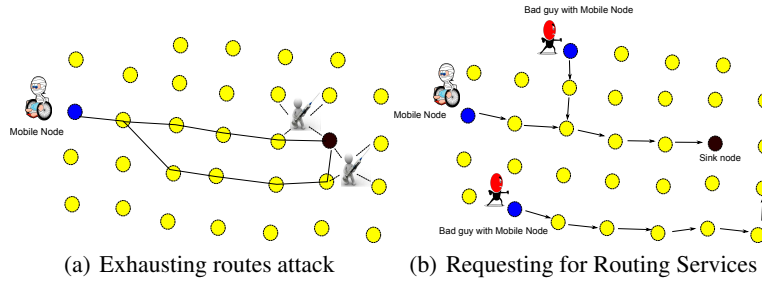 Bad guy with Mobile Node
Mobile Node
Mobile Node
Sink node
Bad guy with Mobile Node
(a) Exhausting routes attack
(b) Requesting for Routing Services